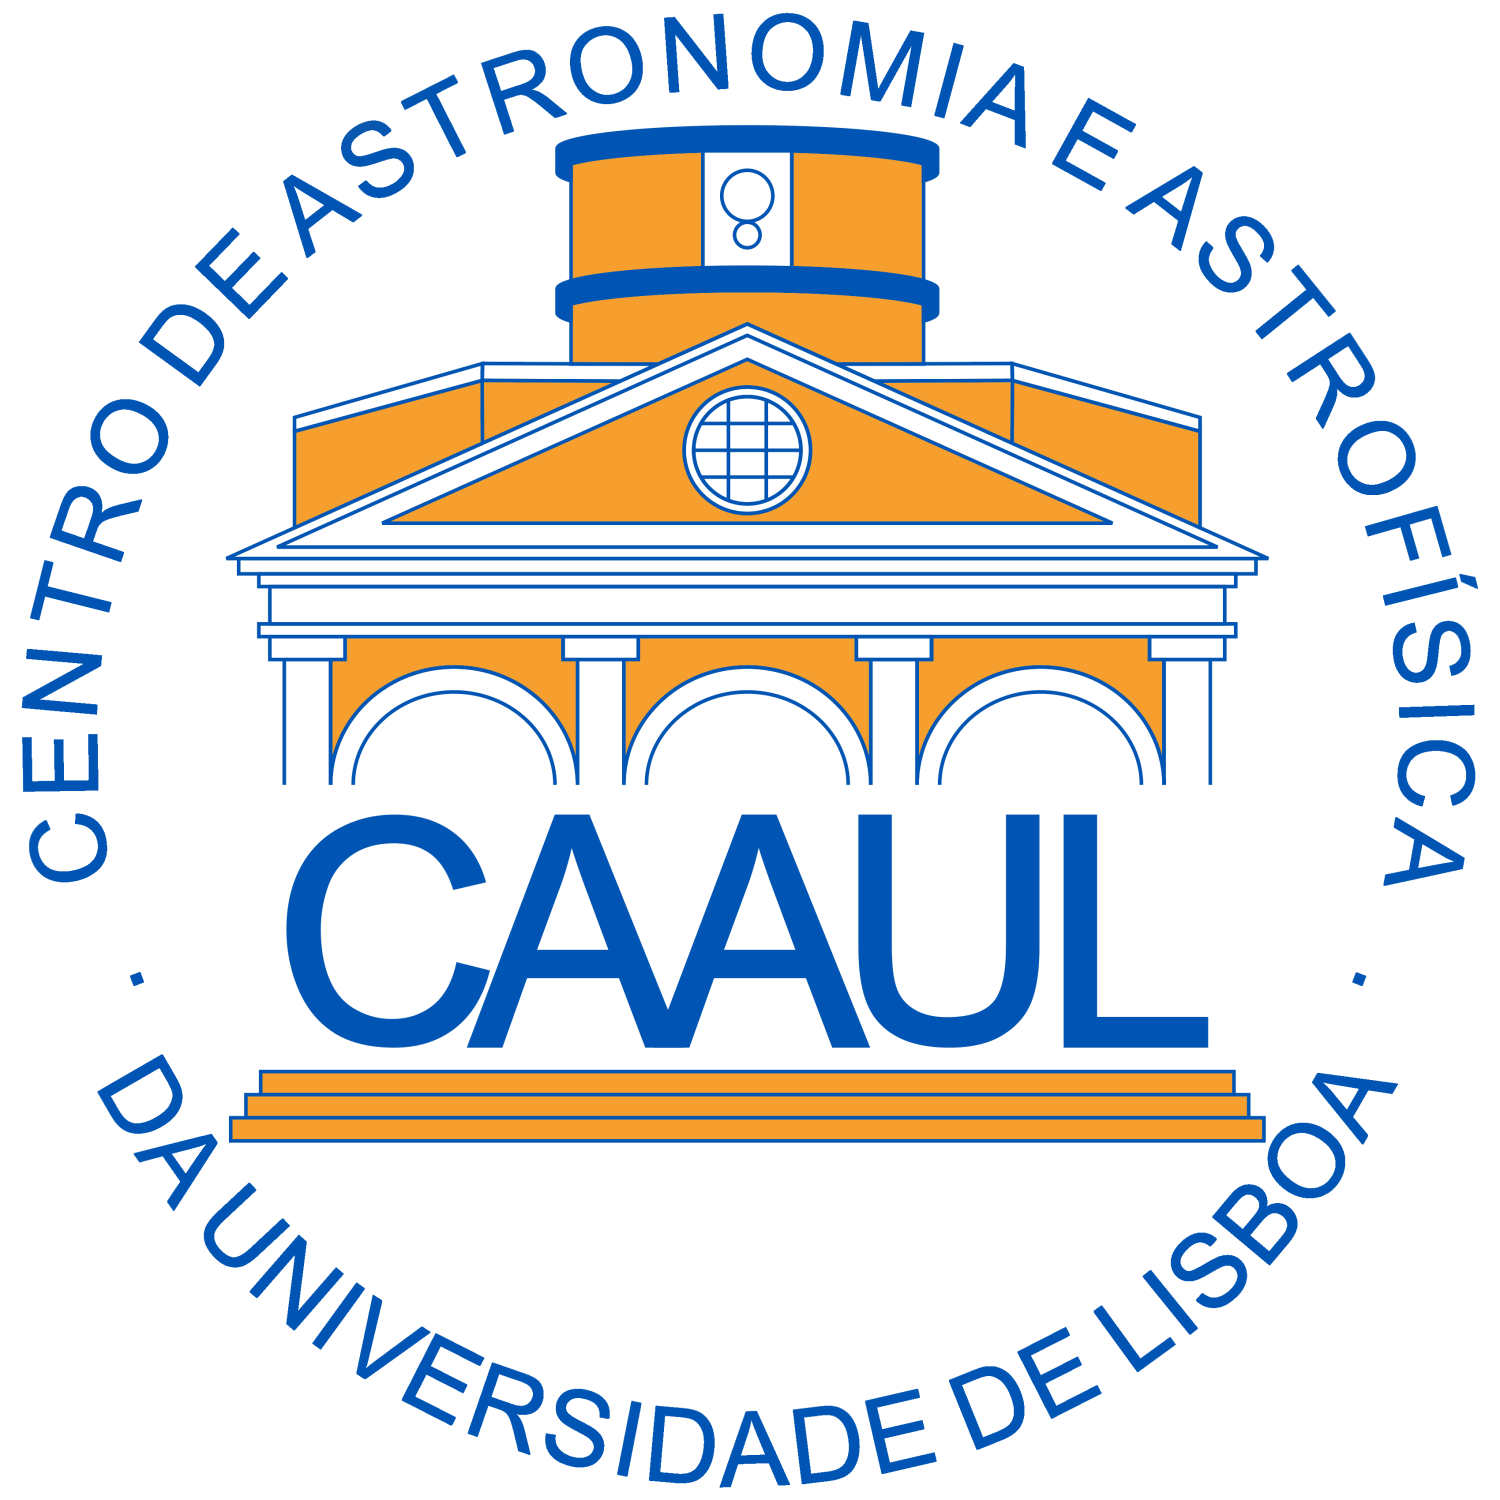 CENTRO DE ASTRONOMIA E ASTROFÍSICA
CAAUL
· DA UNIVERSIDADE DE LISBOA ·